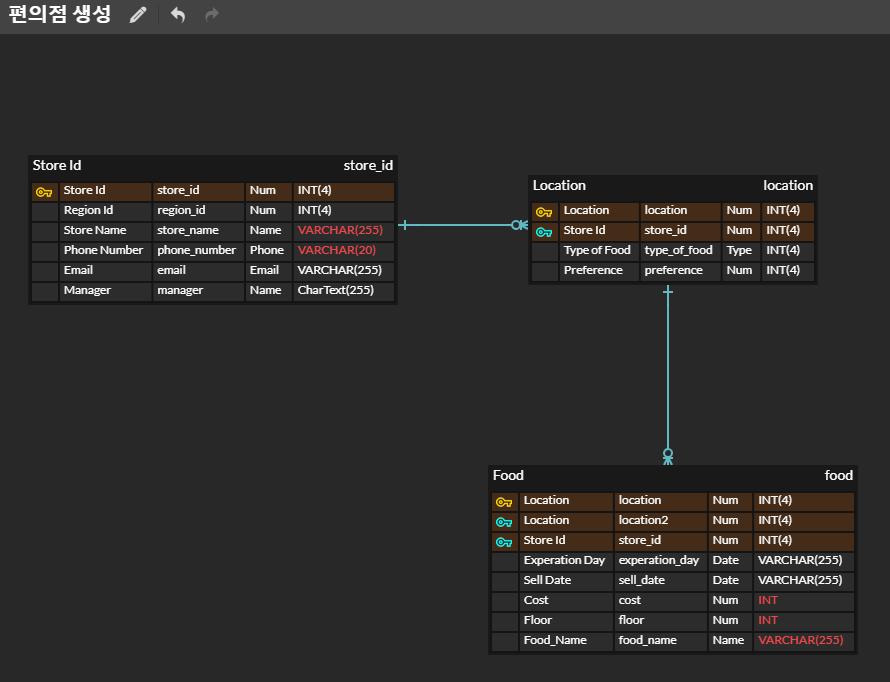 편의점 생성
Store Id store_id
Store Id store_id Num INT(4)
Region Id region_id Num INT(4)
Store Name store_name Name VARCHAR(255)
Phone Number phone_number Phone VARCHAR(20)
Email email Email VARCHAR(255)
Manager manager Name CharText(255)
Location location
Location location Num INT(4)
Store Id store_id Num INT(4)
Type of Food type_of_food Type INT(4)
Preference preference Num INT(4)
Food food
Location location Num INT(4)
Location location2 Num INT(4)
Store Id store_id Num INT(4)
Experation Day experation_day Date VARCHAR(255)
Sell Date sell_date Date VARCHAR(255)
Cost cost Num INT
Floor floor Num INT
Food_Name food_name Name VARCHAR(255)